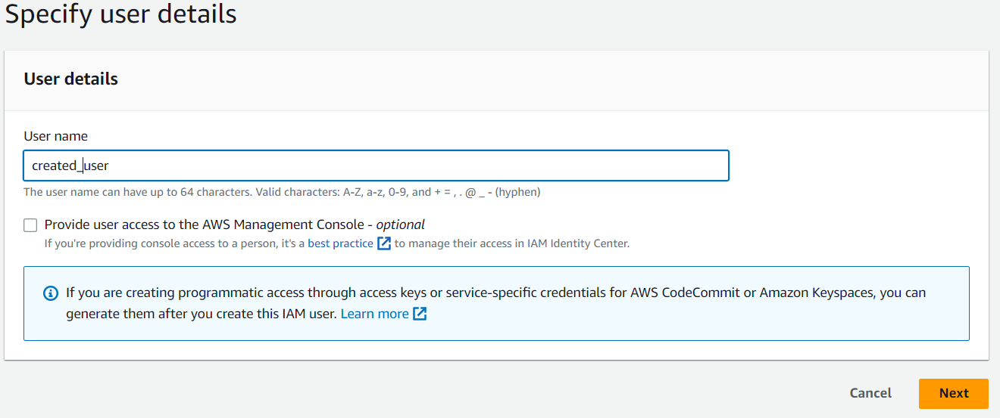 Specify user details
User details
User name
created_user
The user name can have up to 64 characters. Valid characters: A-Z, a-z, 0-9, and + = , . @ _ - (hyphen)
Provide user access to the AWS Management Console - optional
If you're providing console access to a person, it's a best practice to manage their access in IAM Identity Center.
If you are creating programmatic access through access keys or service-specific credentials for AWS CodeCommit or Amazon Keyspaces, you can
generate them after you create this IAM user. Learn more
Cancel
Next